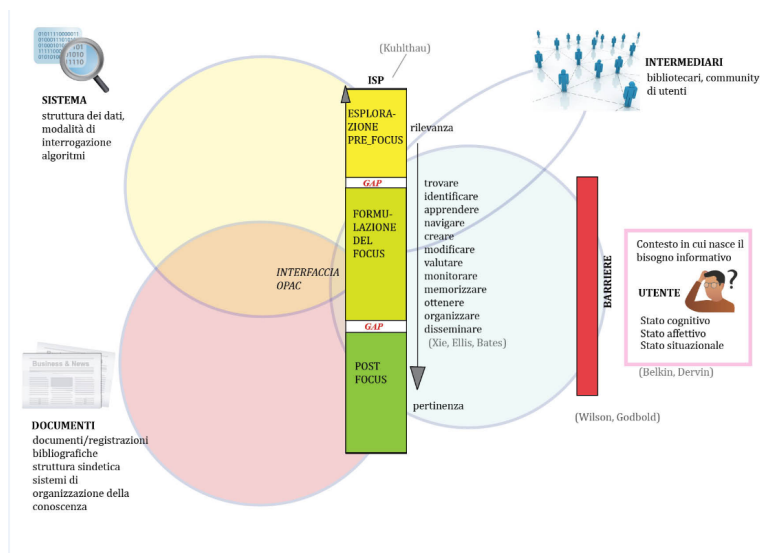 01011110000011
(Kuhlthau)
ISP
SISTEMA
struttura dei dati,
modalità di
interrogazione
algoritmi
INTERMEDIARI
bibliotecari, community
di utenti
ESPLORA-
ZIONE
PRE_FOCUS
rilevanza
GAP
FORMU-
LAZIONE
DEL
FOCUS
INTERFACCIA
OPAC
GAP
POST
FOCUS
trovare
identificare
apprendere
navigare
creare
modificare
valutare
monitorare
memorizzare
ottenere
organizzare
disseminare
(Xie, Ellis, Bates)
pertinenza
BARRIERE
(Wilson, Godbold)
Contesto in cui nasce il
bisogno informativo
?
UTENTE
Stato cognitivo
Stato affettivo
Stato situazionale
(Belkin, Dervin)
Business & News
DOCUMENTI
documenti/registrazioni
bibliografiche
struttura sindetica
sistemi di
organizzazione della
conoscenza